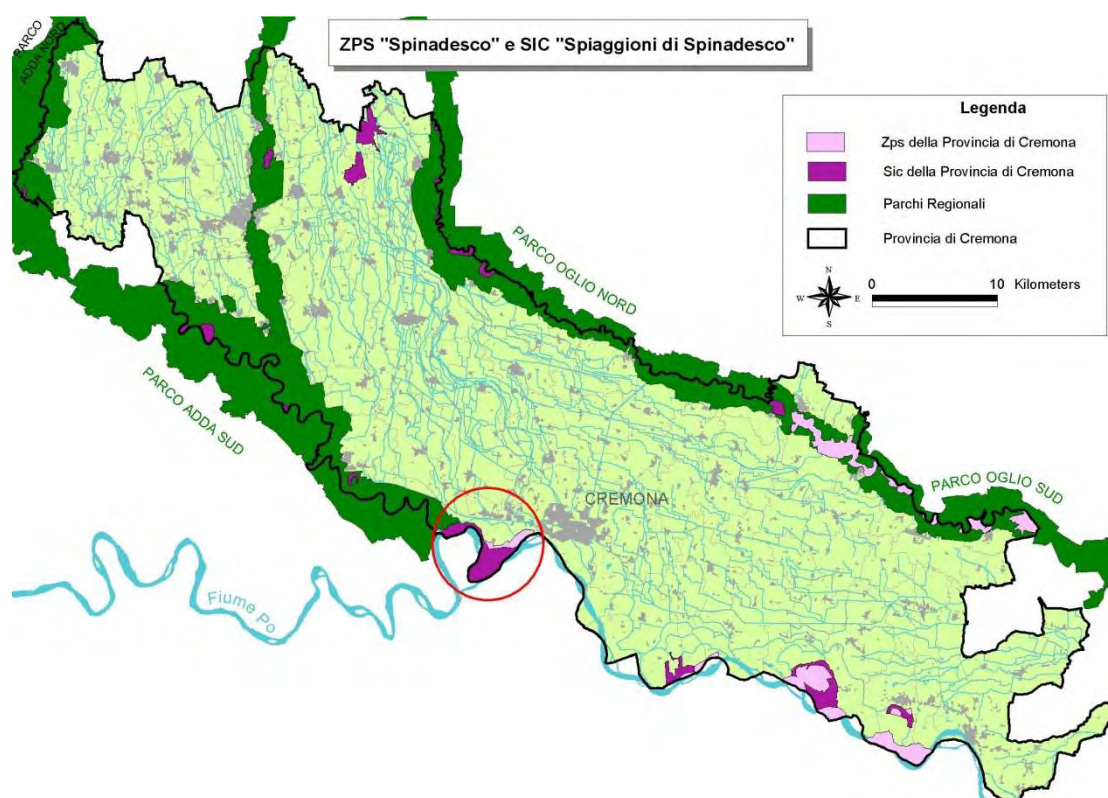 ZPS "Spinadesco" e SIC "Spiaggioni di Spinadesco"
PARCO
ADDA NORD
Legenda
Zps della Provincia di Cremona
Sic della Provincia di Cremona
Parchi Regionali
Provincia di Cremona
N
W
E
S
0
10
Kilometers
PARCO OGLIO NORD
PARCO ADDA SUD
PARCO OGLIO SUD
CREMONA
Fiume Po